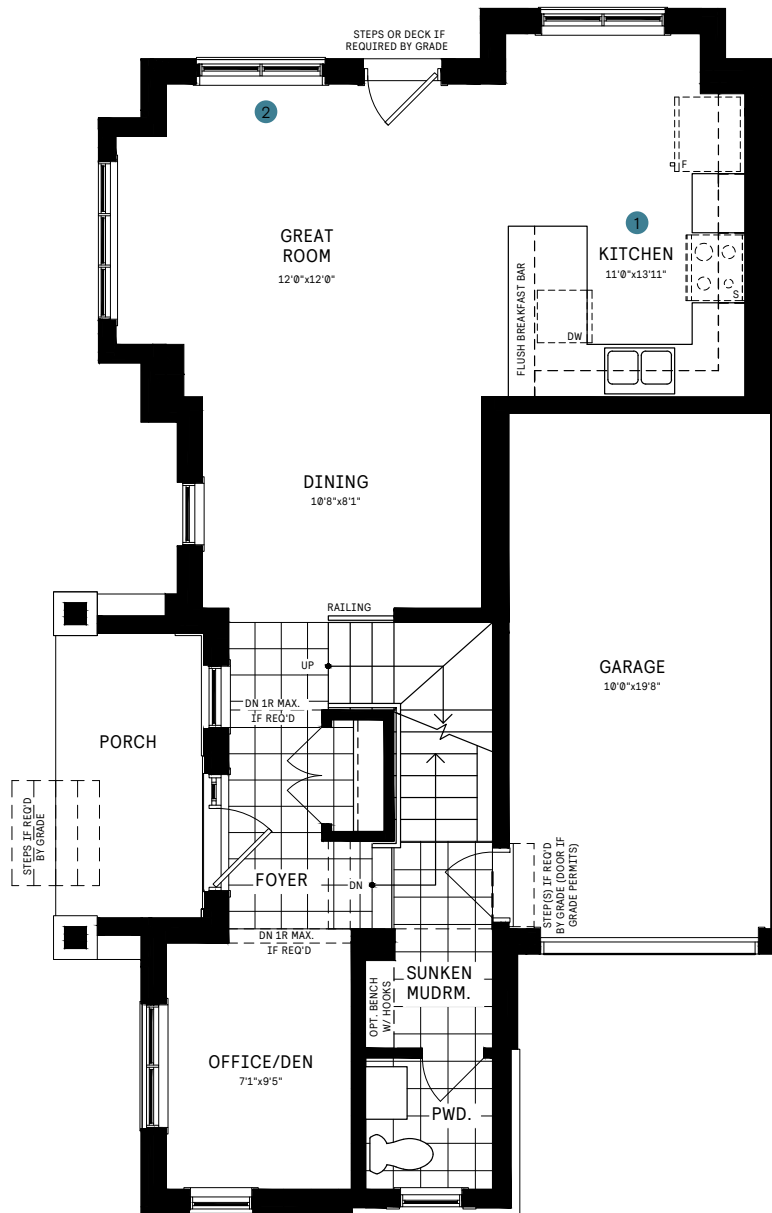 STEPS OR DECK IF
REQUIRED BY GRADE
2
1
F
GREAT
ROOM
12'0"x12'0"
KITCHEN
11'0"x13'11"
S
FLUSH BREAKFAST BAR
DW
DINING
10'8"x8'1"
RAILING
UP
GARAGE
10'0"x19'8"
DN 1R MAX.
IF REQ'D
PORCH
STEPS IF REQ'D
BY GRADE
FOYER
DN
STEP(S) IF REQ'D
BY GRADE (DOOR IF
GRADE PERMITS)
DN 1R MAX.
IF REQ'D
SUNKEN
MUDRM.
OPT. BENCH
W/ HOOKS
OFFICE/DEN
7'1"x9'5"
PWD.